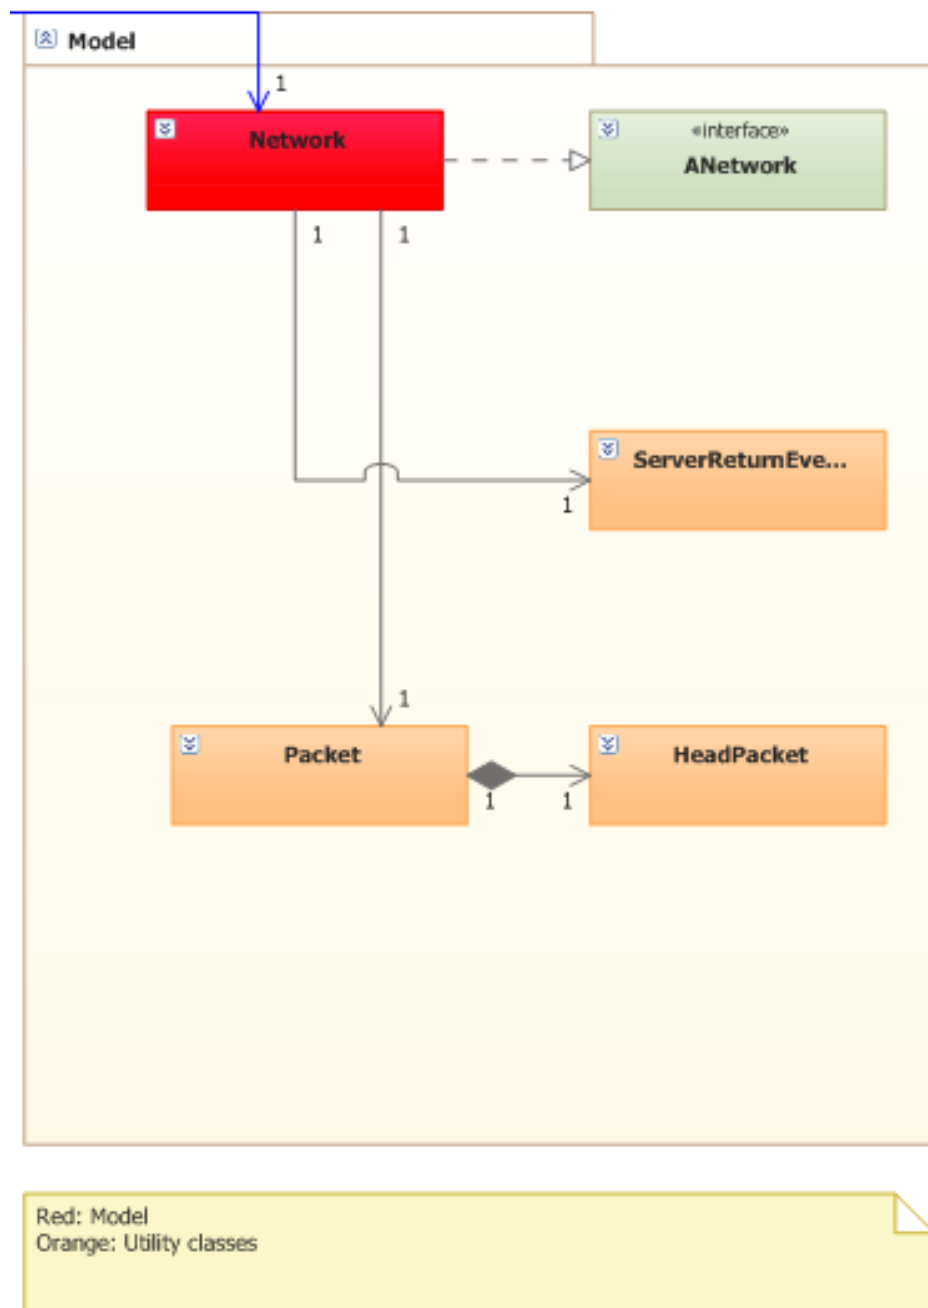 Model
1
Network
«interface»
ANetwork
1
1
ServerReturnEve...
1
1
Packet
HeadPacket
1
1
Red: Model
Orange: Utility classes